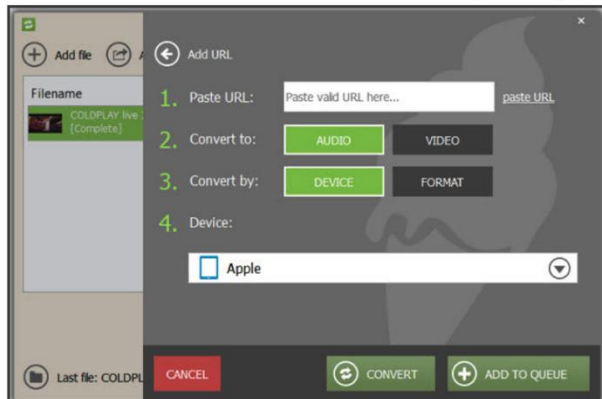 Add file
Add URL
Filename
COLDPLAY live
[Complete]
1. Paste URL: Paste valid URL here... paste URL
2. Convert to: AUDIO VIDEO
3. Convert by: DEVICE FORMAT
4. Device:
Apple
Last file: COLDPL
CANCEL CONVERT ADD TO QUEUE